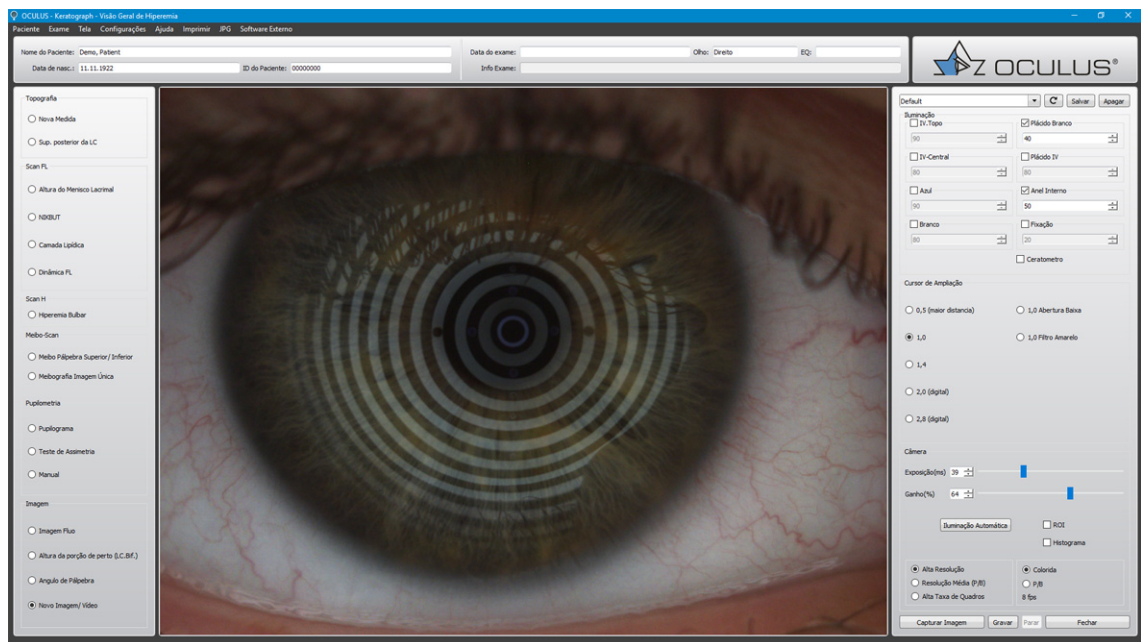 OCULUS - Keratograph - Visão Geral de Hiperemia
Paciente Exame Tela Configurações Ajuda Imprimir JPG Software Externo
Nome do Paciente: Demo, Patient
Data de nasc.: 11.11.1922 ID do Paciente: 00000000
Data do exame: Olho: Direito EQ:
Info Exame:
OCULUS®
Topografia
Nova Medida
Sup. posterior da LC
Scan FL
Altura do Menisco Lacrimal
NIKBUT
Camada Lipídica
Dinâmica FL
Scan H
Hiperemia Bulbar
Meibo-Scan
Meibo Pálpebra Superior/ Inferior
Meibografia Imagem Única
Pupilometria
Pupilograma
Teste de Assimetria
Manual
Imagem
Imagem Fluo
Altura da porção de perto (LC.Bif.)
Angulo de Pálpebra
Novo Imagem/ Vídeo
Default Salvar Apagar
Iluminação
IV.Topo Plácido Branco
90 40
IV-Central Plácido IV
80 80
Azul Anel Interno
90 50
Branco Fixação
80 20
Ceratometro
Cursor de Ampliação
0,5 (maior distancia) 1,0 Abertura Baixa
1,0 1,0 Filtro Amarelo
1,4
2,0 (digital)
2,8 (digital)
Câmera
Exposição(ms) 39
Ganho(%) 64
Iluminação Automática ROI
Histograma
Alta Resolução Colorida
Resolução Média (P/B) P/B
Alta Taxa de Quadros 8 fps
Capturar Imagem Gravar Parar Fechar